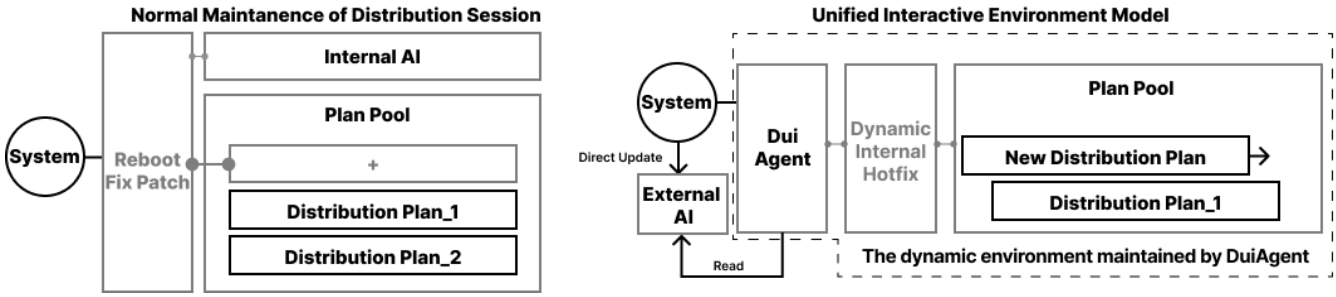 Normal Maintanence of Distribution Session
Internal AI
Plan Pool
System
Reboot
Fix Patch
+
Distribution Plan_1
Distribution Plan_2
Unified Interactive Environment Model
System
Direct Update
External
AI
Read
Dui
Agent
Dynamic
Internal
Hotfix
Plan Pool
New Distribution Plan
Distribution Plan_1
The dynamic environment maintained by DuiAgent